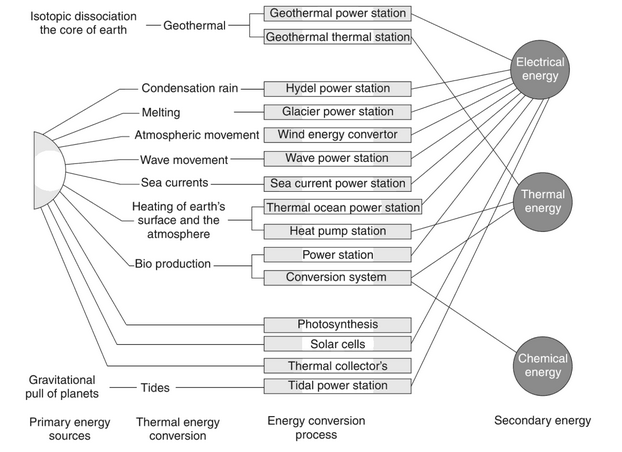 Isotopic dissociation
the core of earth
Geothermal
Geothermal power station
Geothermal thermal station
Electrical
energy
Condensation rain
Hydel power station
Melting
Glacier power station
Atmospheric movement
Wind energy convertor
Wave movement
Wave power station
Sea currents
Sea current power station
Heating of earth's
surface and the
atmosphere
Thermal ocean power station
Heat pump station
Thermal
energy
Bio production
Power station
Conversion system
Photosynthesis
Solar cells
Thermal collector's
Chemical
energy
Gravitational
pull of planets
Tides
Tidal power station
Primary energy
sources
Thermal energy
conversion
Energy conversion
process
Secondary energy